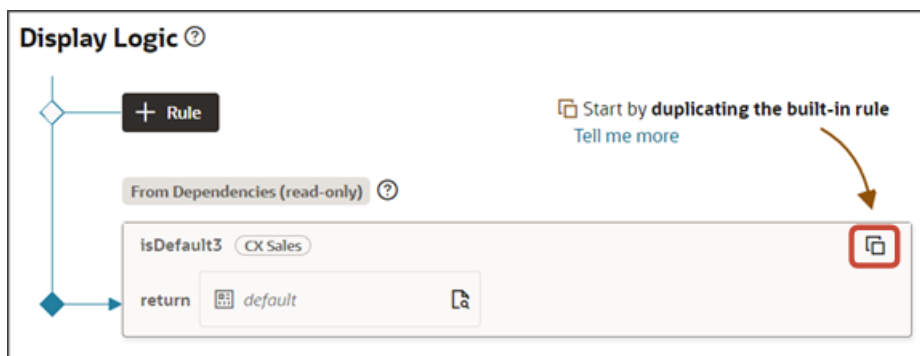 Display Logic
+ Rule
Start by duplicating the built-in rule
Tell me more
From Dependencies (read-only)
isDefault3 CX Sales
return default